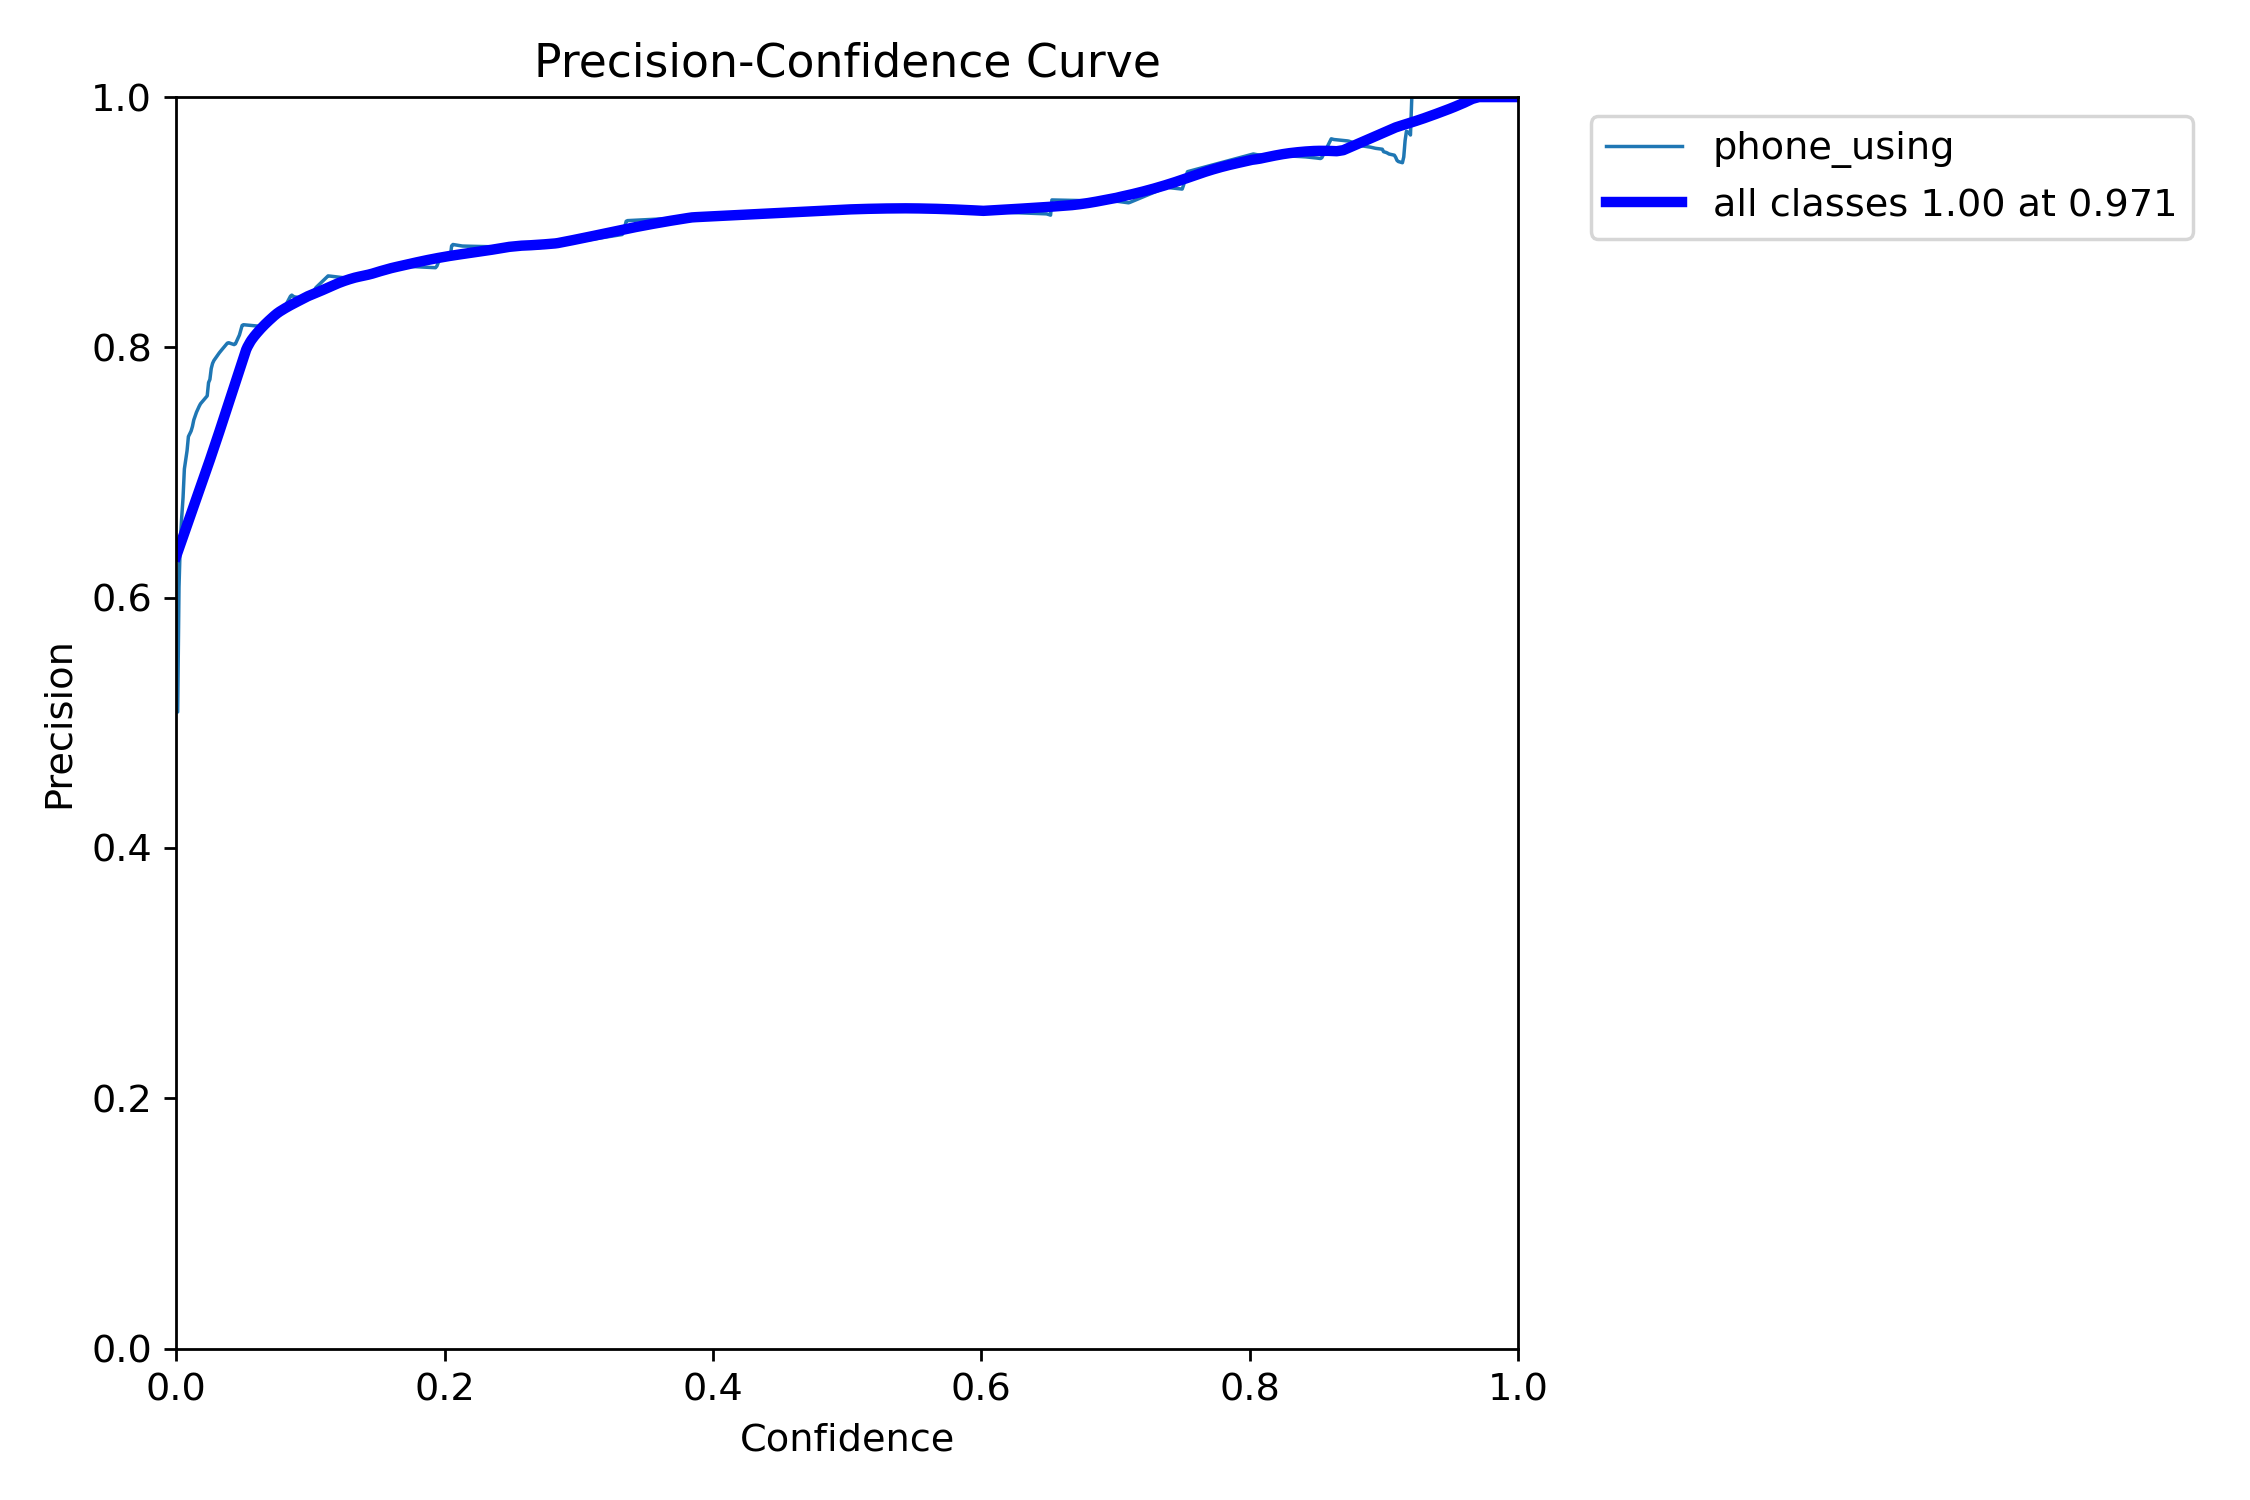 Precision-Confidence Curve
phone_using
all classes 1.00 at 0.971
Precision
1.0
0.8
0.6
0.4
0.2
0.0
0.0 0.2 0.4 0.6 0.8 1.0
Confidence